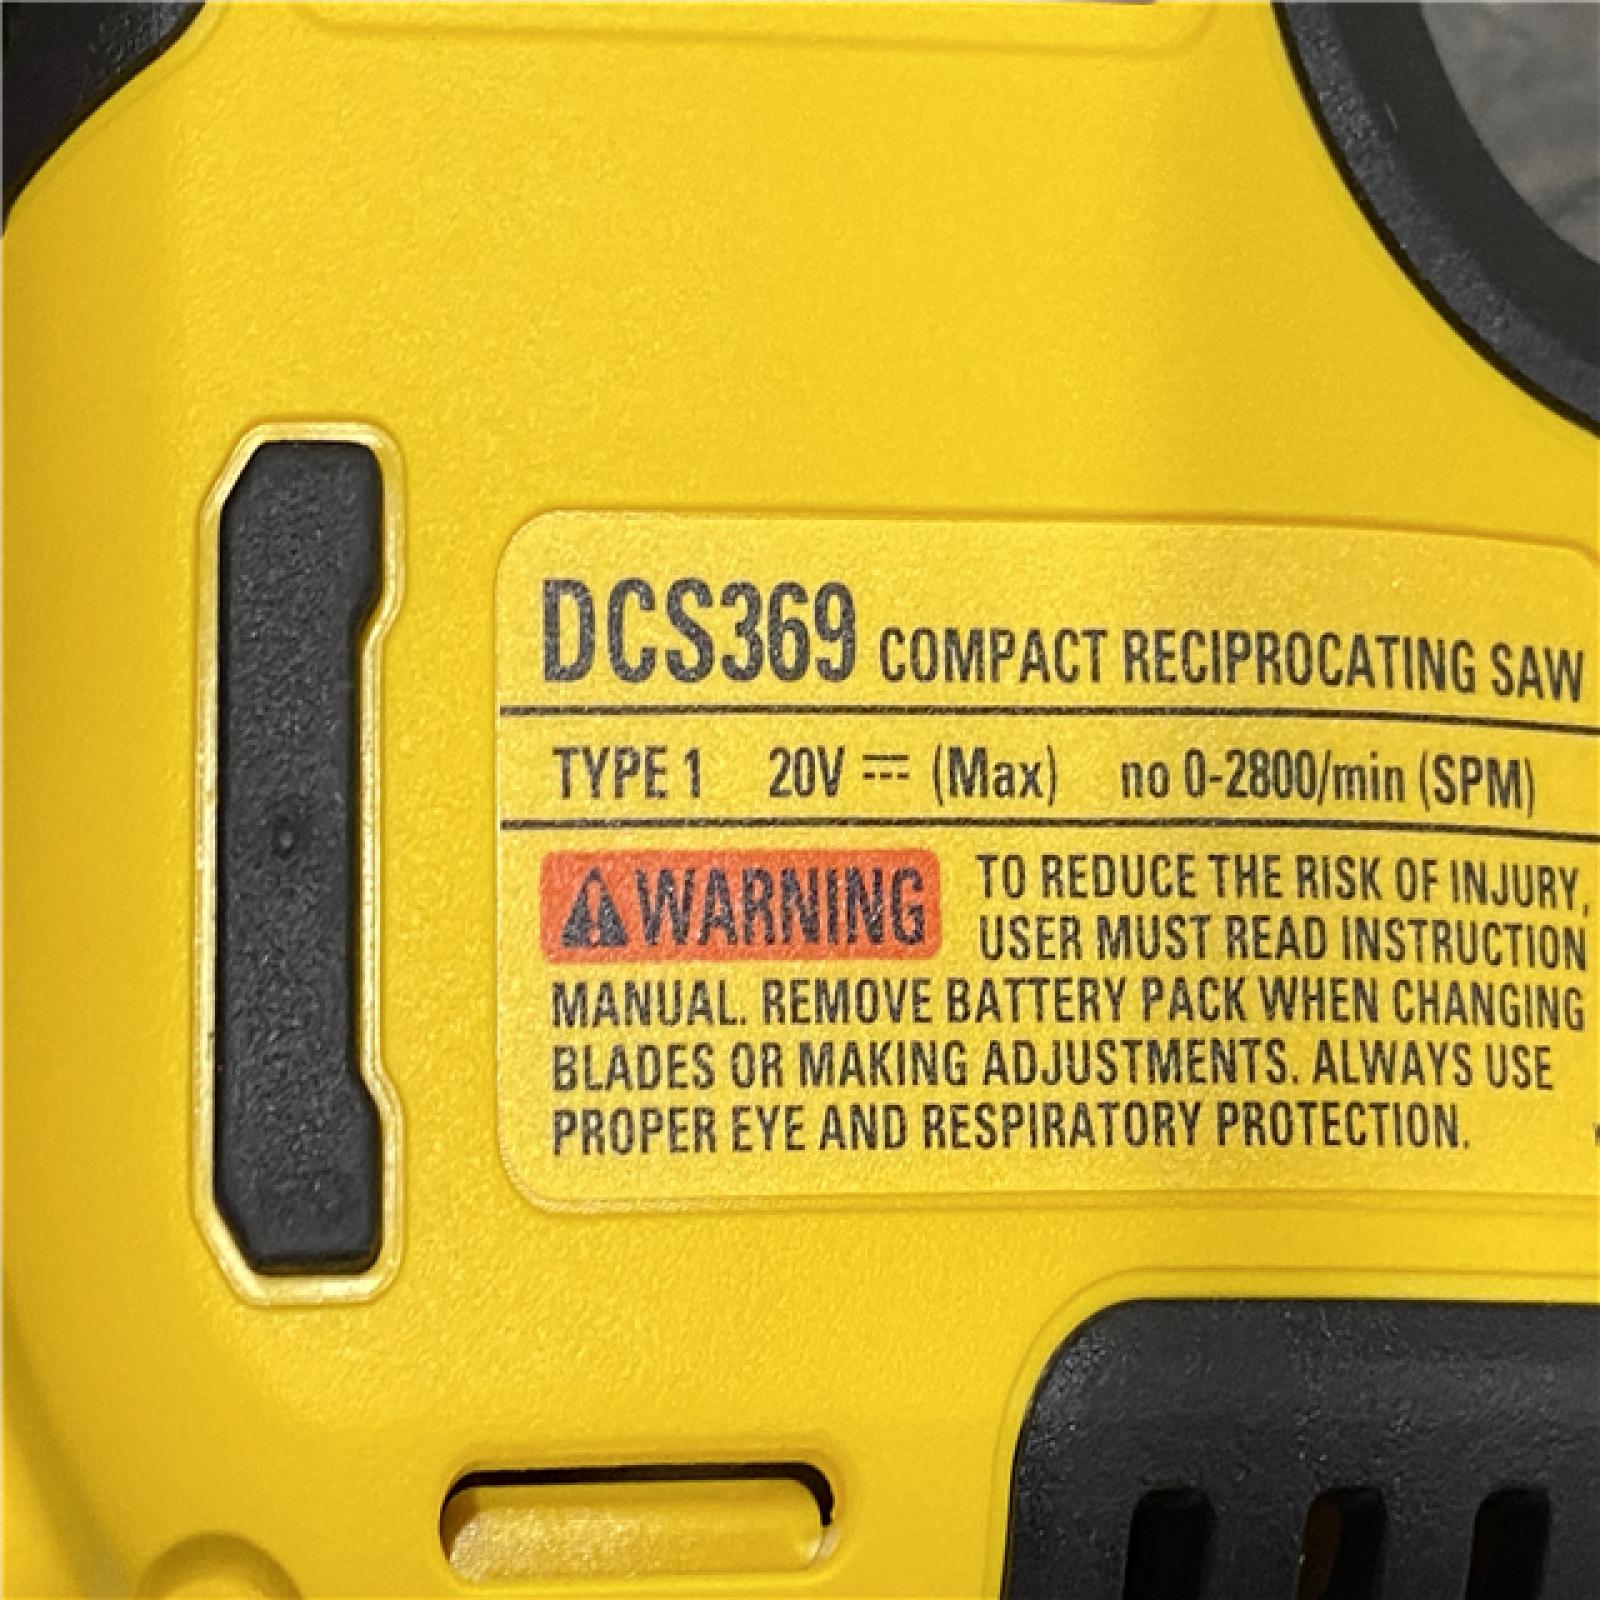 DCS369 COMPACT RECIPROCATING SAW
TYPE 1 20V ⎓ (Max) no 0-2800/min (SPM)
⚠ WARNING TO REDUCE THE RISK OF INJURY,
USER MUST READ INSTRUCTION
MANUAL. REMOVE BATTERY PACK WHEN CHANGING
BLADES OR MAKING ADJUSTMENTS. ALWAYS USE
PROPER EYE AND RESPIRATORY PROTECTION.